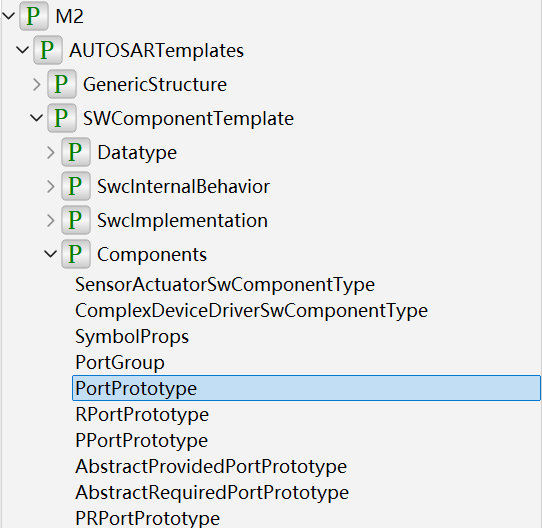 P M2
P AUTOSARTemplates
P GenericStructure
P SWComponentTemplate
P Datatype
P SwcInternalBehavior
P SwcImplementation
P Components
SensorActuatorSwComponentType
ComplexDeviceDriverSwComponentType
SymbolProps
PortGroup
PortPrototype
RPortPrototype
PPortPrototype
AbstractProvidedPortPrototype
AbstractRequiredPortPrototype
PRPortPrototype